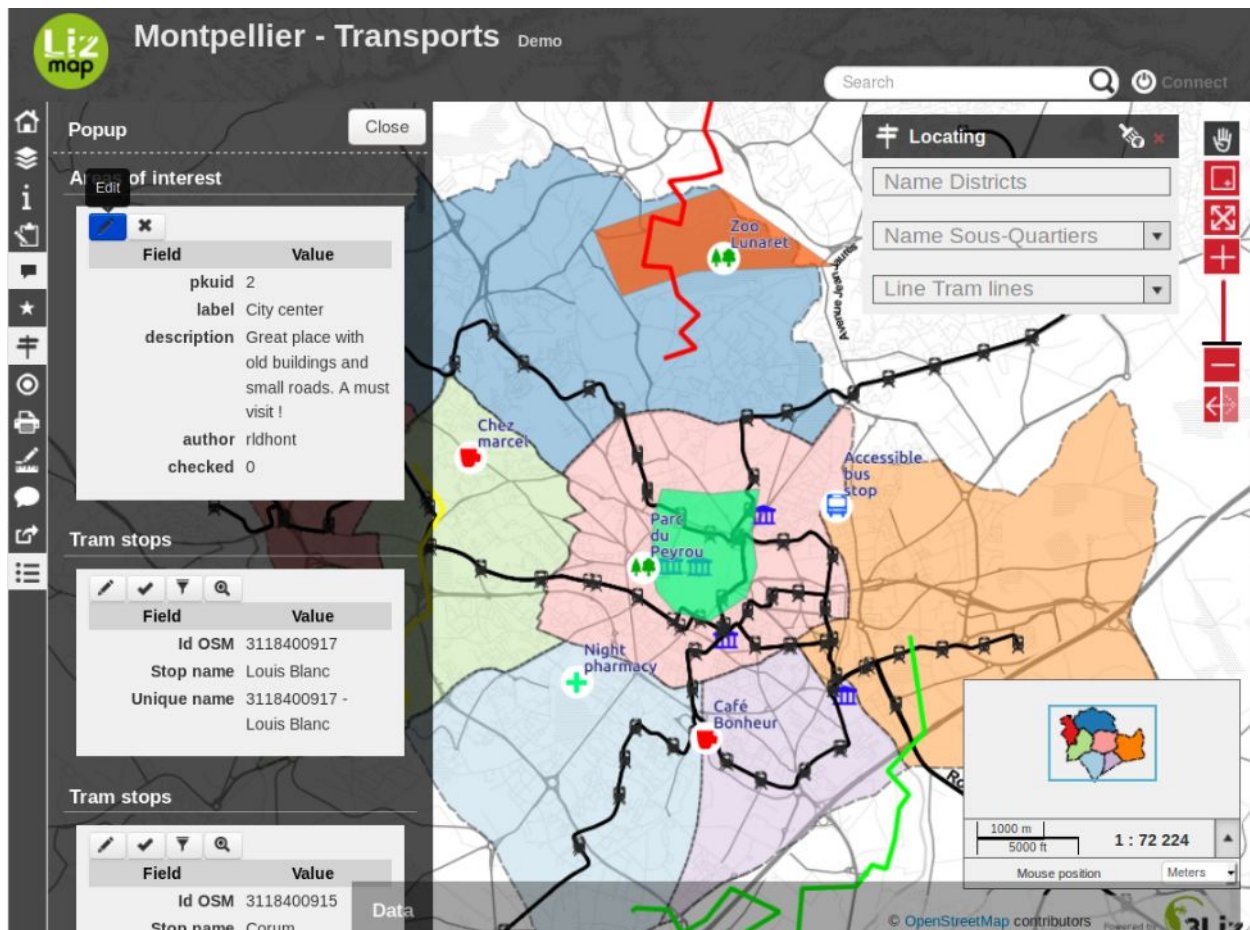 Liz
map
Montpellier - Transports Demo
Search
Connect
Popup
Close
Areas of interest
Edit
Field Value
pkuid 2
label City center
description Great place with
old buildings and
small roads. A must
visit !
author rldhont
checked 0
Tram stops
Field Value
Id OSM 3118400917
Stop name Louis Blanc
Unique name 3118400917 -
Louis Blanc
Tram stops
Field Value
Id OSM 3118400915
Stop name Corum
Data
Locating
Name Districts
Name Sous-Quartiers
Line Tram lines
Zoo
Lunaret
Avenue Jean
Chez
marcel
Accessible
bus
stop
Parc
du
Peyrou
Night
pharmacy
Café
Bonheur
1000 m
5000 ft
1 : 72 224
Mouse position
Meters
© OpenStreetMap contributors
Powered by
3Liz